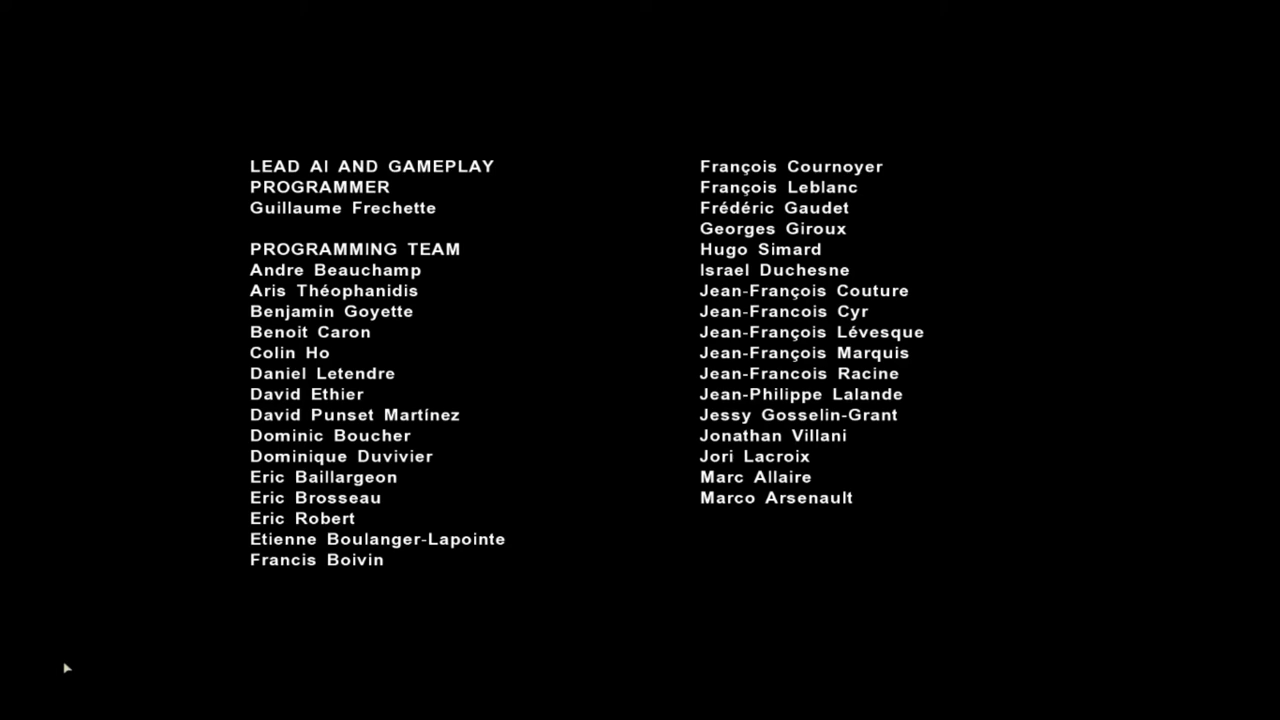 LEAD AI AND GAMEPLAY
PROGRAMMER
Guillaume Frechette
PROGRAMMING TEAM
Andre Beauchamp
Aris Théophanidis
Benjamin Goyette
Benoit Caron
Colin Ho
Daniel Letendre
David Ethier
David Punset Martínez
Dominic Boucher
Dominique Duvivier
Eric Baillargeon
Eric Brosseau
Eric Robert
Etienne Boulanger-Lapointe
Francis Boivin
François Cournoyer
François Leblanc
Frédéric Gaudet
Georges Giroux
Hugo Simard
Israel Duchesne
Jean-François Couture
Jean-Francois Cyr
Jean-François Lévesque
Jean-François Marquis
Jean-Francois Racine
Jean-Philippe Lalande
Jessy Gosselin-Grant
Jonathan Villani
Jori Lacroix
Marc Allaire
Marco Arsenault